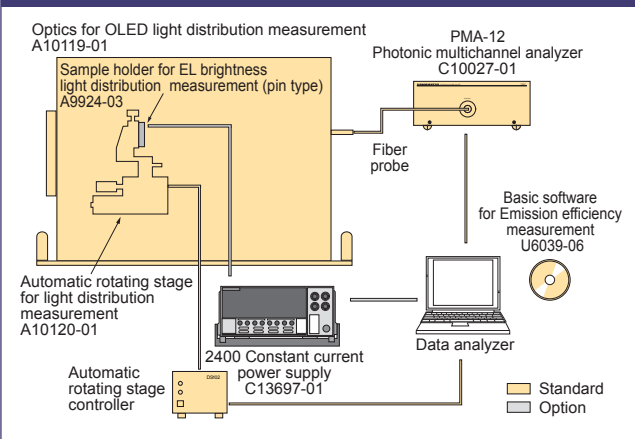 Optics for OLED light distribution measurement
A10119-01
Sample holder for EL brightness
light distribution measurement (pin type)
A9924-03
PMA-12
Photonic multichannel analyzer
C10027-01
Fiber
probe
Basic software
for Emission efficiency
measurement
U6039-06
Automatic rotating stage
for light distribution
measurement
A10120-01
2400 Constant current
power supply
C13697-01
Data analyzer
Automatic
rotating stage
controller
DS102
Standard
Option